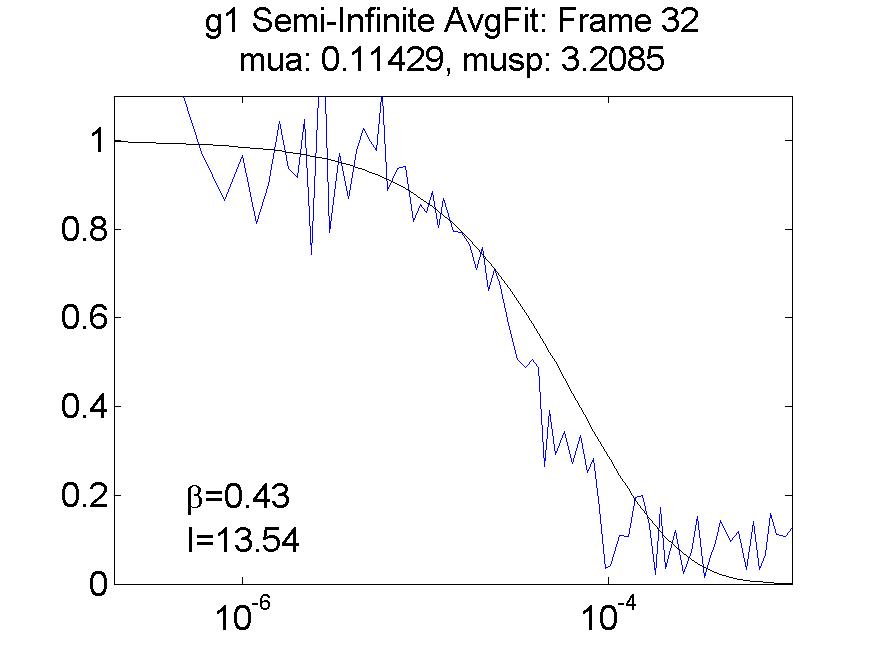 g1 Semi-Infinite AvgFit: Frame 32
mua: 0.11429, musp: 3.2085
1
0.8
0.6
0.4
0.2
0
β=0.43
I=13.54
10^-6 10^-4